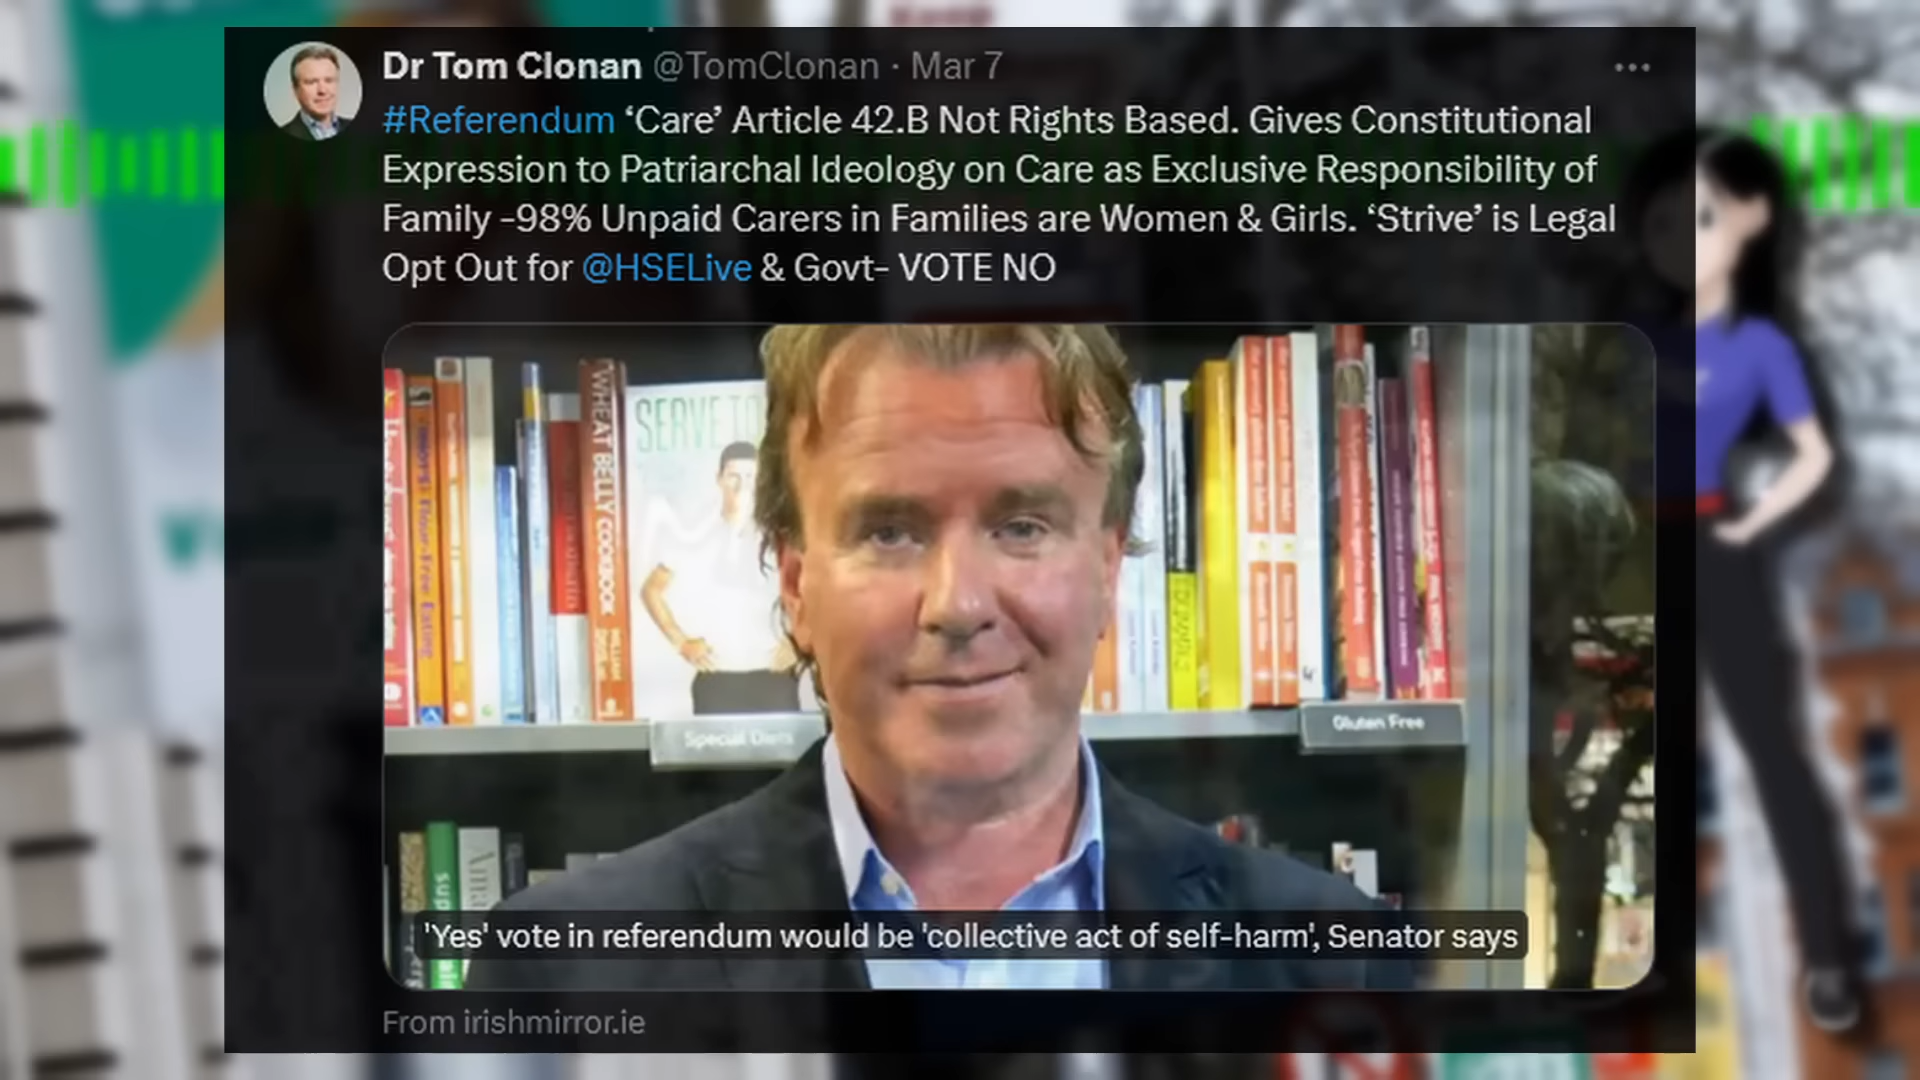 Dr Tom Clonan @TomClonan · Mar 7
#Referendum ‘Care’ Article 42.B Not Rights Based. Gives Constitutional
Expression to Patriarchal Ideology on Care as Exclusive Responsibility of
Family -98% Unpaid Carers in Families are Women & Girls. ‘Strive’ is Legal
Opt Out for @HSELive & Govt- VOTE NO
SERVE TO
WHEAT BELLY COOKBOOK
Special Diets
Gluten Free
'Yes' vote in referendum would be 'collective act of self-harm', Senator says
From irishmirror.ie